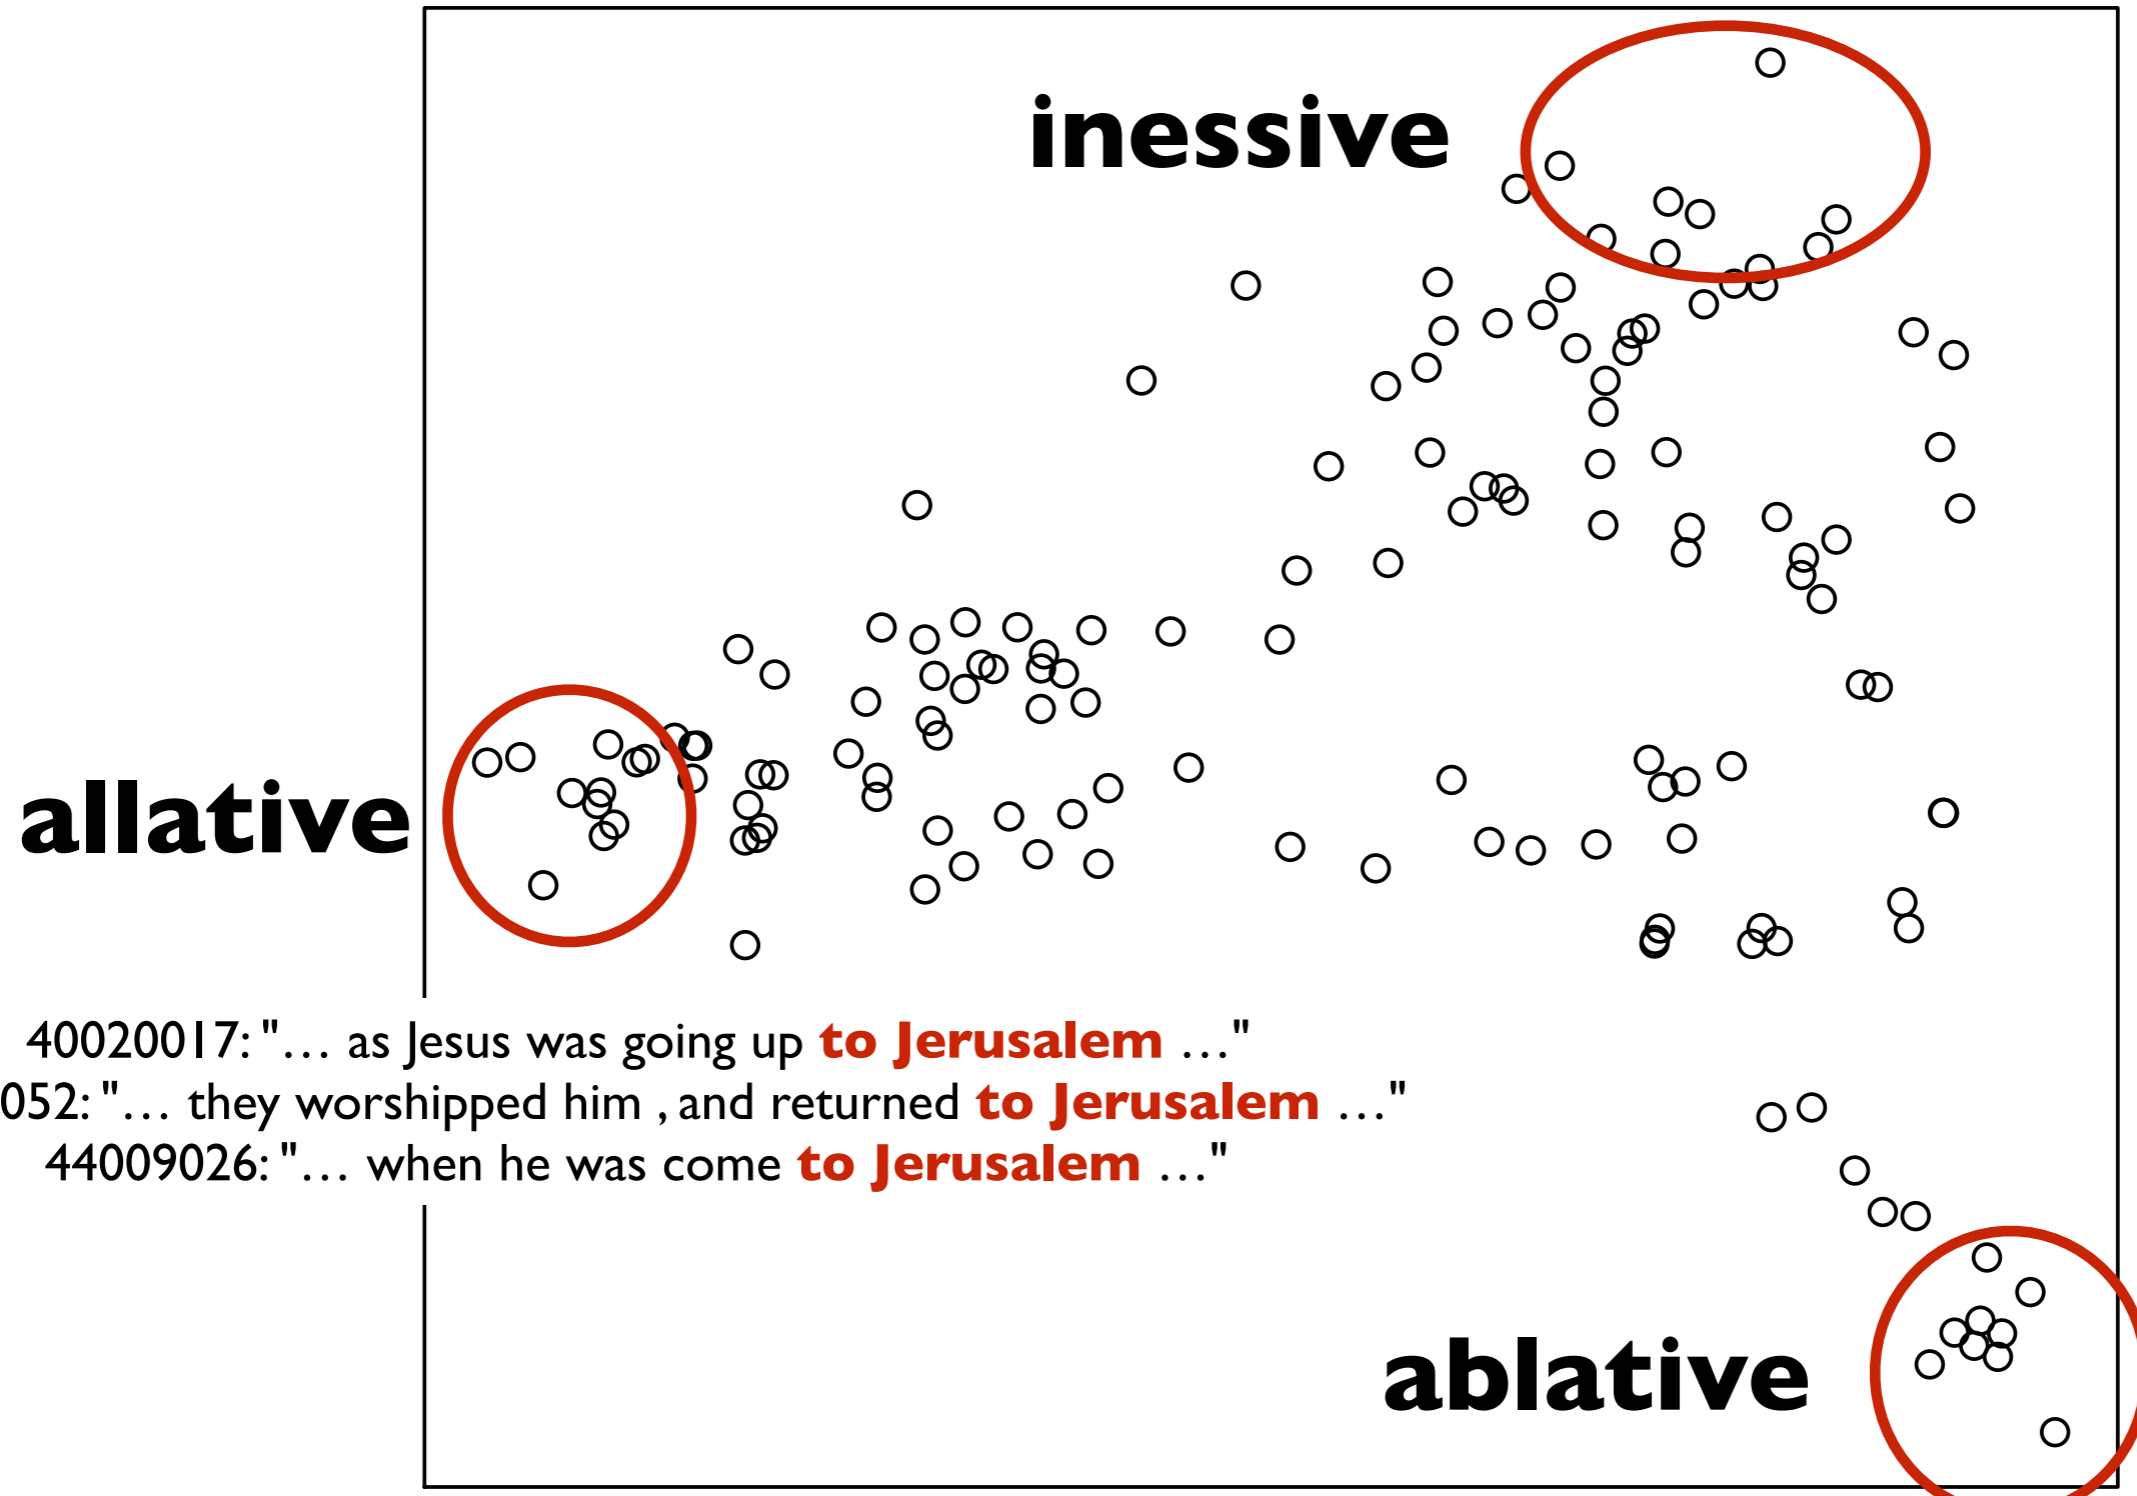 inessive
allative
40020017: "… as Jesus was going up to Jerusalem …"
052: "… they worshipped him , and returned to Jerusalem …"
44009026: "… when he was come to Jerusalem …"
ablative